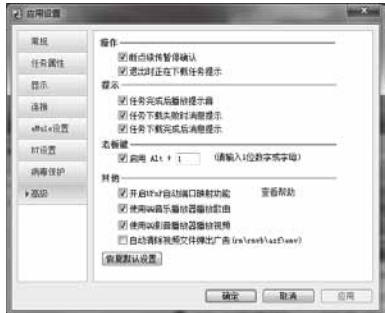 应用设置
常规
任务属性
显示
连接
eMule设置
BT设置
病毒保护
高级
操作
断点续传暂停确认
退出时正在下载任务提示
提示
任务完成后播放提示音
任务下载失败时消息提示
任务下载完成后消息提示
老板键
启用 Alt + 1 （请输入1位数字或字母）
其他
开启UPnP自动端口映射功能 查看帮助
使用QQ音乐播放器播放歌曲
使用QQ影音播放器播放视频
自动清除视频文件弹出广告(rm\rmvb\asf\wmv)
恢复默认设置
确定 取消 应用